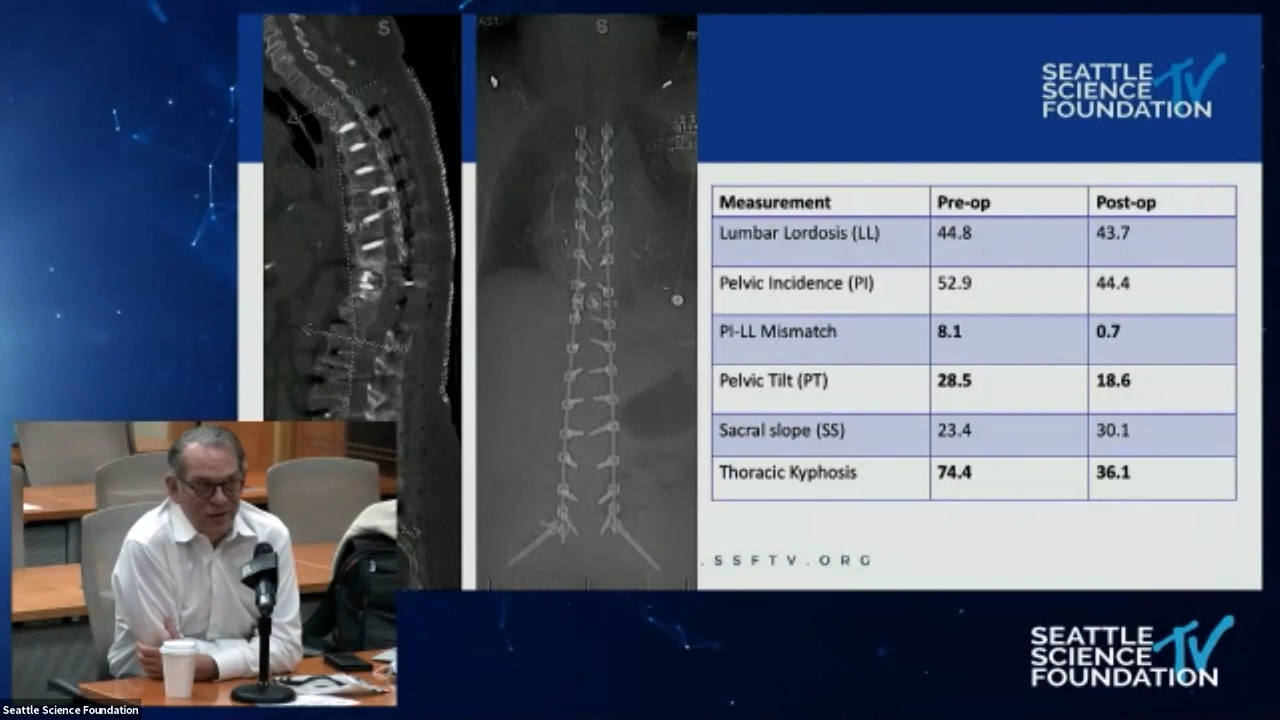 S
S
SEATTLE
SCIENCE TV
FOUNDATION
Measurement Pre-op Post-op
Lumbar Lordosis (LL) 44.8 43.7
Pelvic Incidence (PI) 52.9 44.4
PI-LL Mismatch 8.1 0.7
Pelvic Tilt (PT) 28.5 18.6
Sacral slope (SS) 23.4 30.1
Thoracic Kyphosis 74.4 36.1
.SSFTV.ORG
SEATTLE
SCIENCE TV
FOUNDATION
Seattle Science Foundation